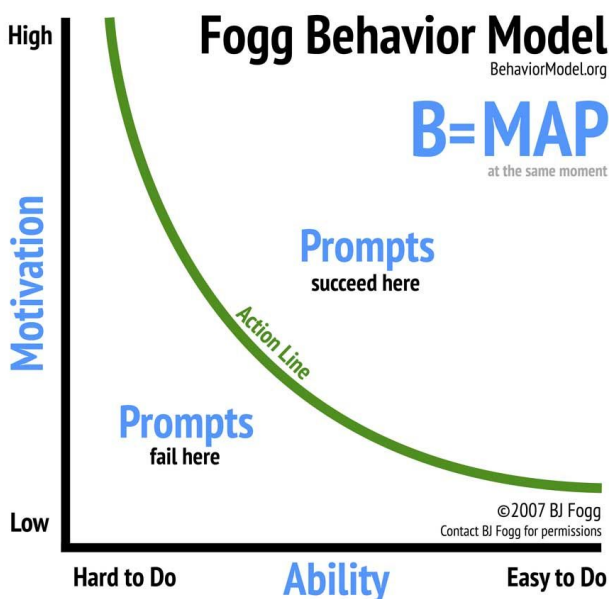 High
Fogg Behavior Model
BehaviorModel.org
B=MAP
at the same moment
Motivation
Prompts
succeed here
Action Line
Prompts
fail here
Low
©2007 BJ Fogg
Contact BJ Fogg for permissions
Hard to Do
Ability
Easy to Do